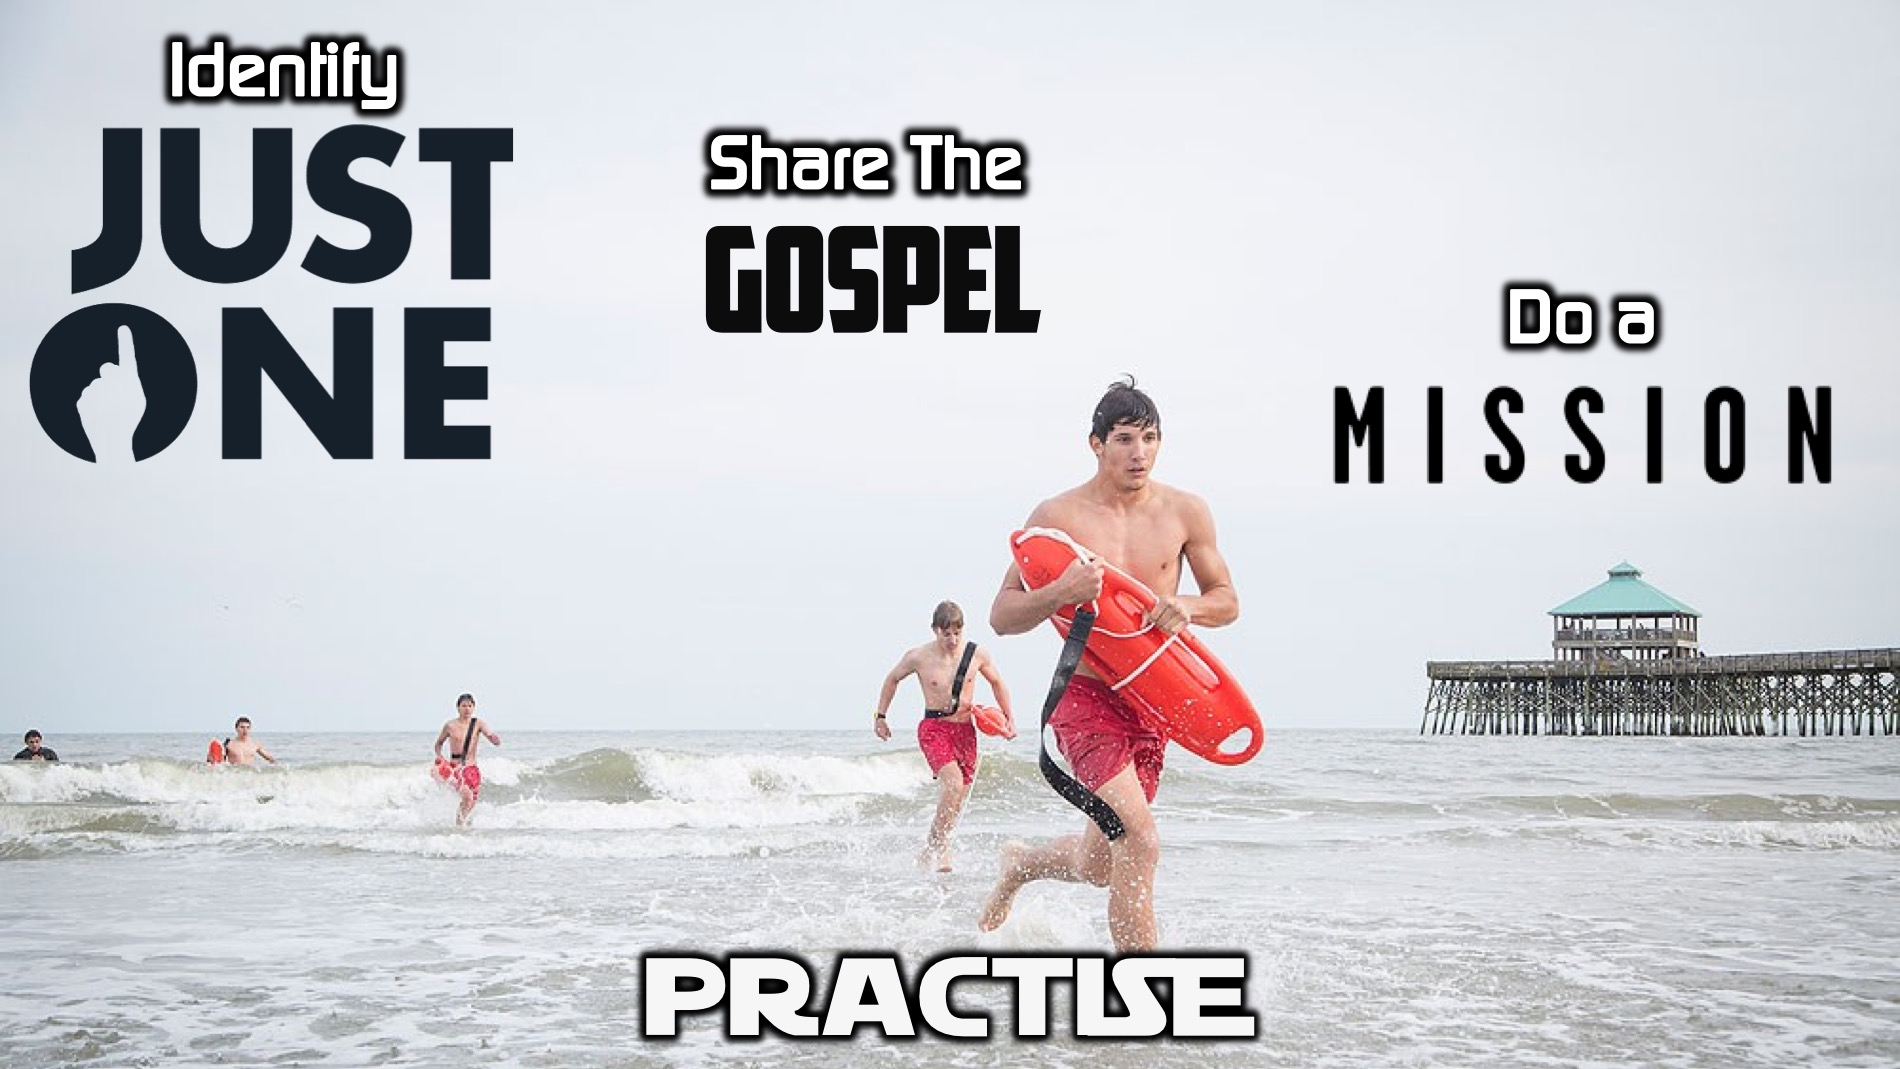 Identify
JUST
ONE
Share The
GOSPEL
Do a
MISSION
PRACTISE